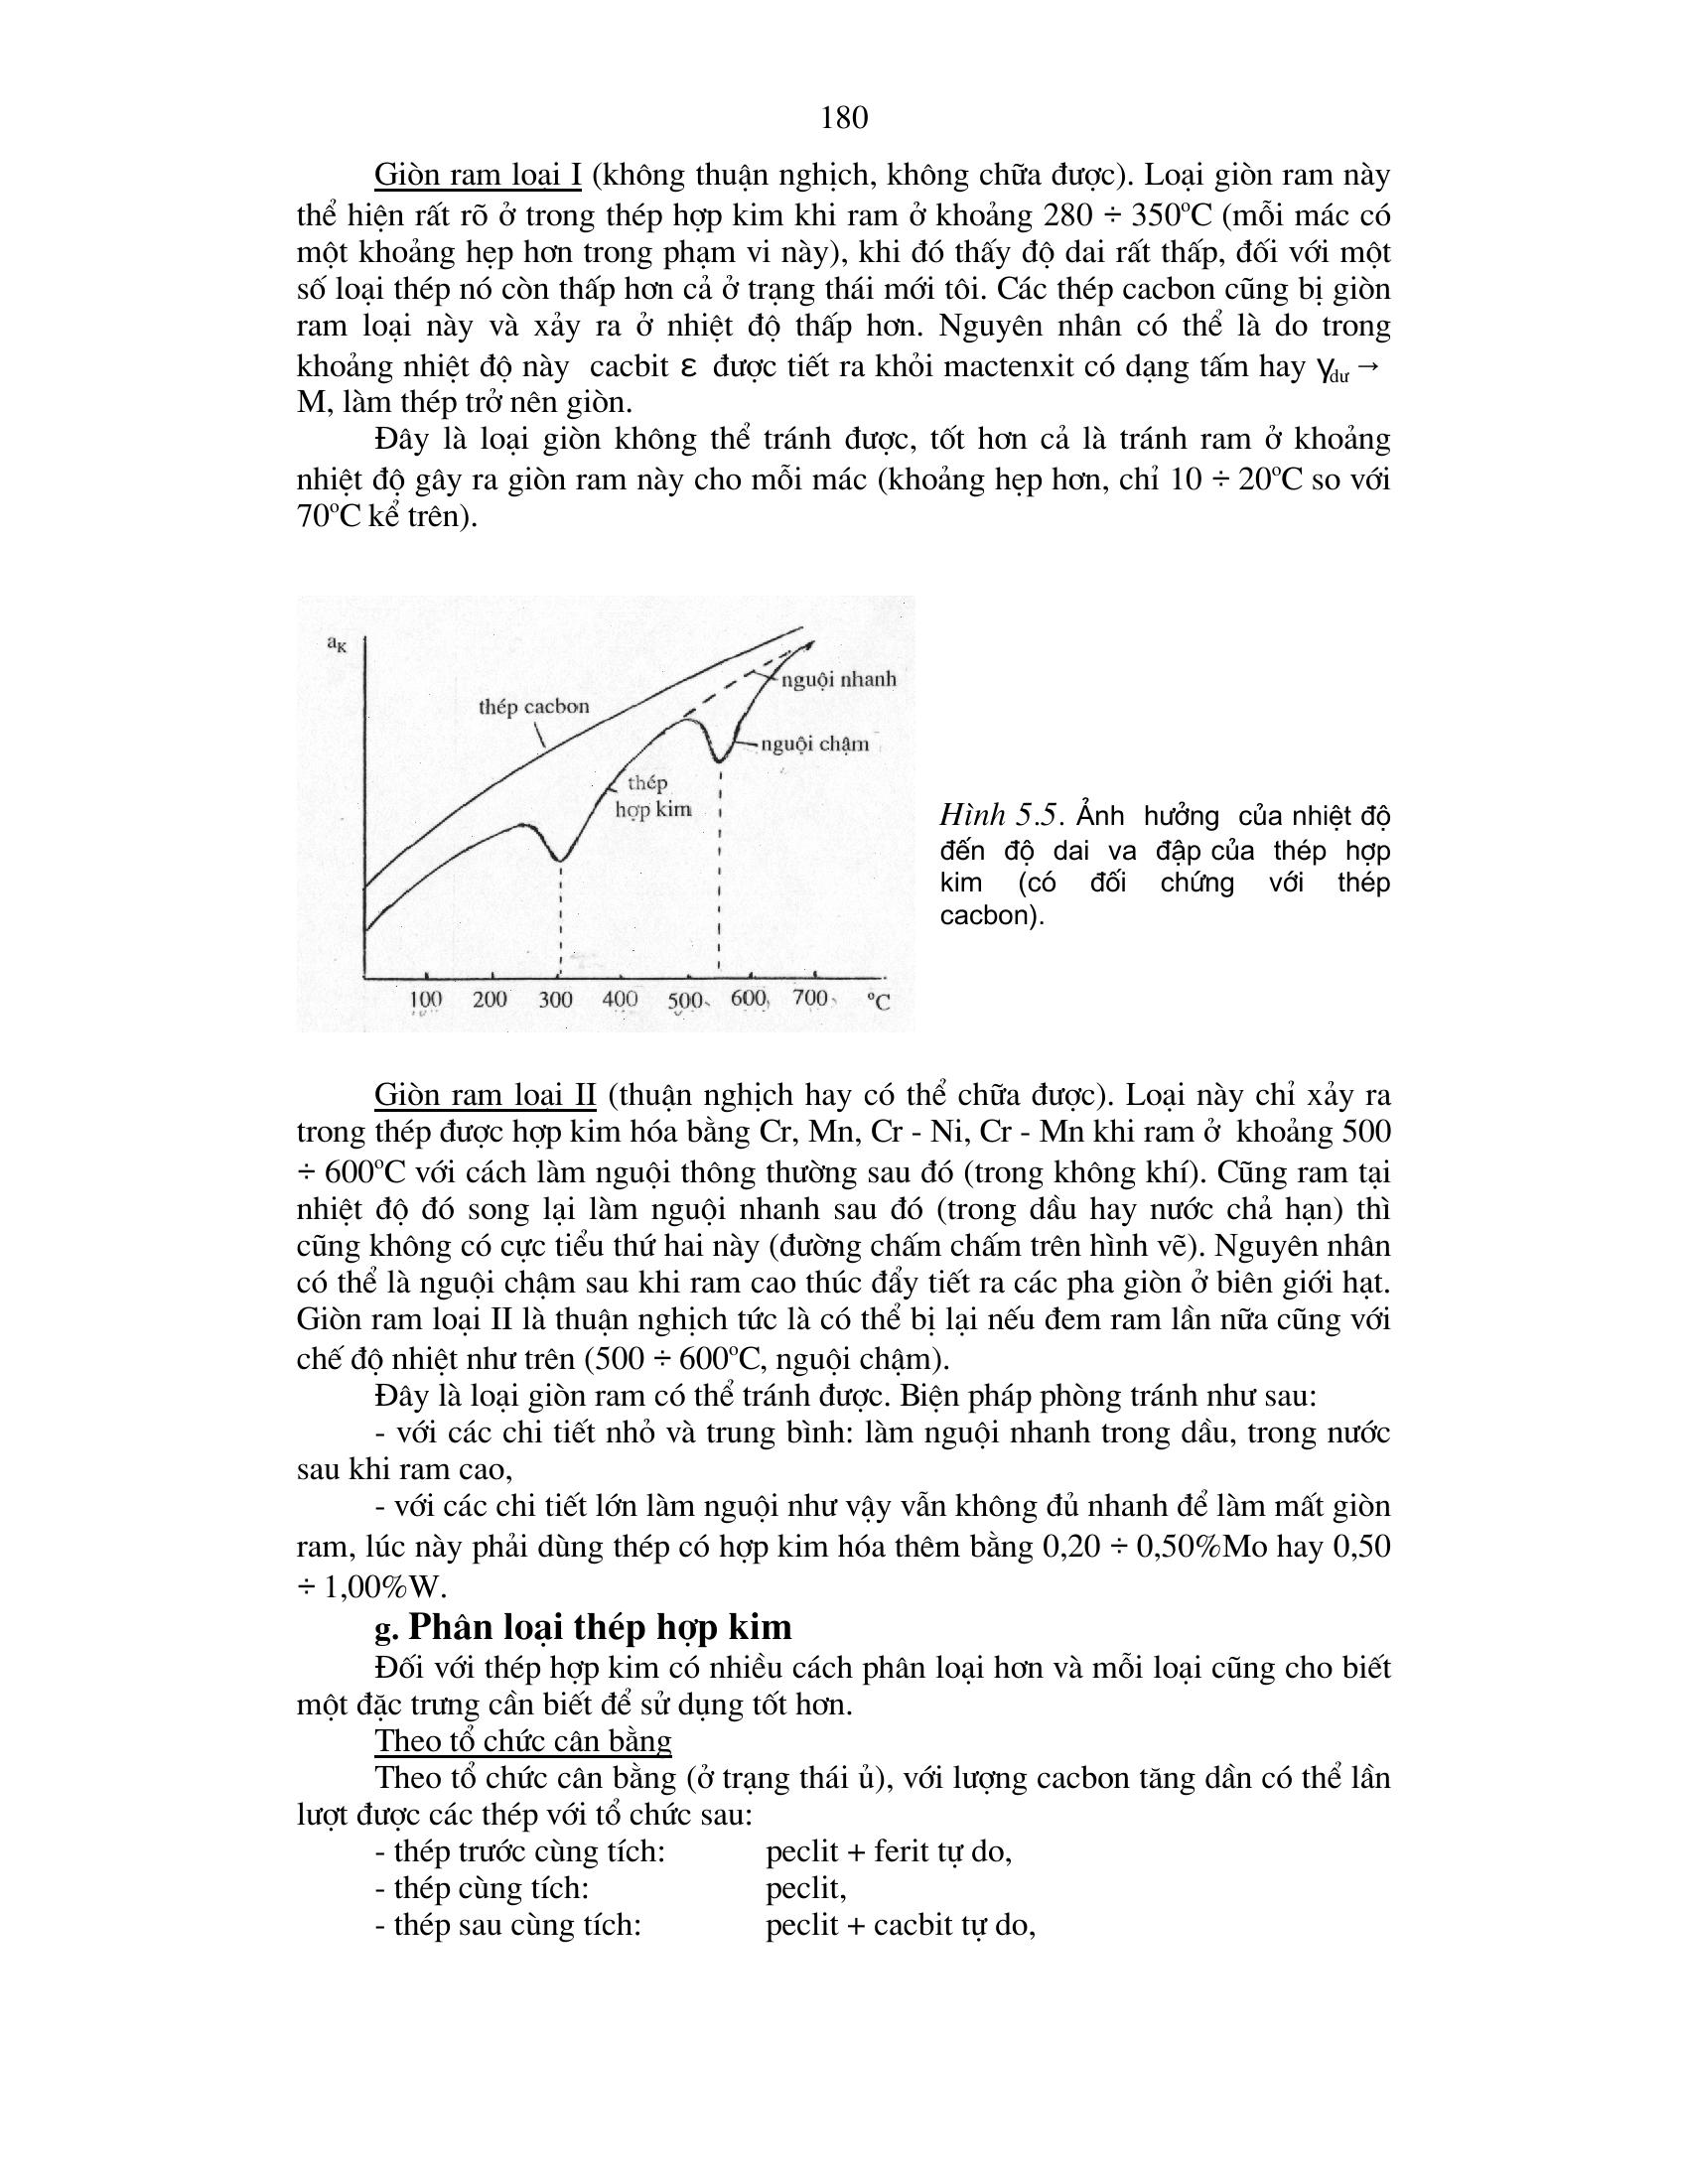 180
Giòn ram loai I (không thuận nghịch, không chữa được). Loại giòn ram này
thể hiện rất rõ ở trong thép hợp kim khi ram ở khoảng 280 ÷ 350ºC (mỗi mác có
một khoảng hẹp hơn trong phạm vi này), khi đó thấy độ dai rất thấp, đối với một
số loại thép nó còn thấp hơn cả ở trạng thái mới tôi. Các thép cacbon cũng bị giòn
ram loại này và xảy ra ở nhiệt độ thấp hơn. Nguyên nhân có thể là do trong
khoảng nhiệt độ này cacbit ε được tiết ra khỏi mactenxit có dạng tấm hay γdư →
M, làm thép trở nên giòn.
Đây là loại giòn không thể tránh được, tốt hơn cả là tránh ram ở khoảng
nhiệt độ gây ra giòn ram này cho mỗi mác (khoảng hẹp hơn, chỉ 10 ÷ 20ºC so với
70ºC kể trên).
aK
nguội nhanh
thép cacbon
nguội chậm
thép
hợp kim
100 200 300 400 500 600 700 ºC
Hình 5.5. Ảnh hưởng của nhiệt độ
đến độ dai va đập của thép hợp
kim (có đối chứng với thép
cacbon).
Giòn ram loại II (thuận nghịch hay có thể chữa được). Loại này chỉ xảy ra
trong thép được hợp kim hóa bằng Cr, Mn, Cr - Ni, Cr - Mn khi ram ở khoảng 500
÷ 600ºC với cách làm nguội thông thường sau đó (trong không khí). Cũng ram tại
nhiệt độ đó song lại làm nguội nhanh sau đó (trong dầu hay nước chả hạn) thì
cũng không có cực tiểu thứ hai này (đường chấm chấm trên hình vẽ). Nguyên nhân
có thể là nguội chậm sau khi ram cao thúc đẩy tiết ra các pha giòn ở biên giới hạt.
Giòn ram loại II là thuận nghịch tức là có thể bị lại nếu đem ram lần nữa cũng với
chế độ nhiệt như trên (500 ÷ 600ºC, nguội chậm).
Đây là loại giòn ram có thể tránh được. Biện pháp phòng tránh như sau:
- với các chi tiết nhỏ và trung bình: làm nguội nhanh trong dầu, trong nước
sau khi ram cao,
- với các chi tiết lớn làm nguội như vậy vẫn không đủ nhanh để làm mất giòn
ram, lúc này phải dùng thép có hợp kim hóa thêm bằng 0,20 ÷ 0,50%Mo hay 0,50
÷ 1,00%W.
g. Phân loại thép hợp kim
Đối với thép hợp kim có nhiều cách phân loại hơn và mỗi loại cũng cho biết
một đặc trưng cần biết để sử dụng tốt hơn.
Theo tổ chức cân bằng
Theo tổ chức cân bằng (ở trạng thái ủ), với lượng cacbon tăng dần có thể lần
lượt được các thép với tổ chức sau:
- thép trước cùng tích: peclit + ferit tự do,
- thép cùng tích: peclit,
- thép sau cùng tích: peclit + cacbit tự do,